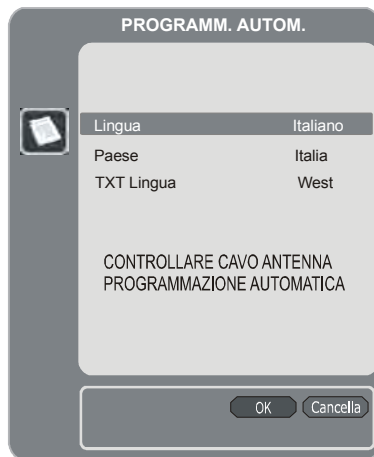 PROGRAMM. AUTOM.
Lingua Italiano
Paese Italia
TXT Lingua West
CONTROLLARE CAVO ANTENNA
PROGRAMMAZIONE AUTOMATICA
OK Cancella